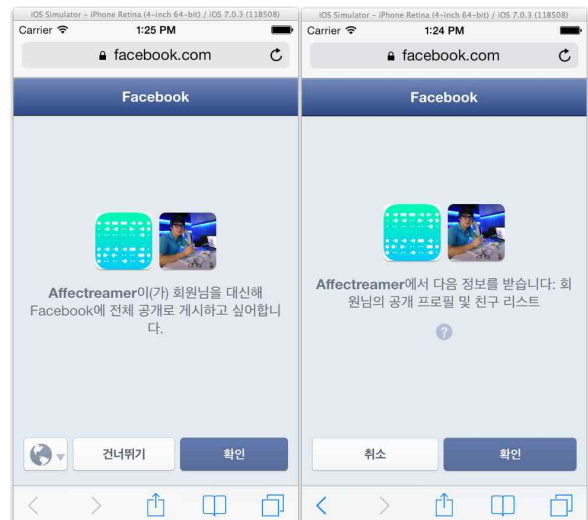 iOS Simulator – iPhone Retina (4-inch 64-bit) / iOS 7.0.3 (11B508)
Carrier 1:25 PM
facebook.com
Facebook
Affectreamer이(가) 회원님을 대신해
Facebook에 전체 공개로 게시하고 싶어합니
다.
건너뛰기 확인
iOS Simulator – iPhone Retina (4-inch 64-bit) / iOS 7.0.3 (11B508)
Carrier 1:24 PM
facebook.com
Facebook
Affectreamer에서 다음 정보를 받습니다: 회
원님의 공개 프로필 및 친구 리스트
?
취소 확인